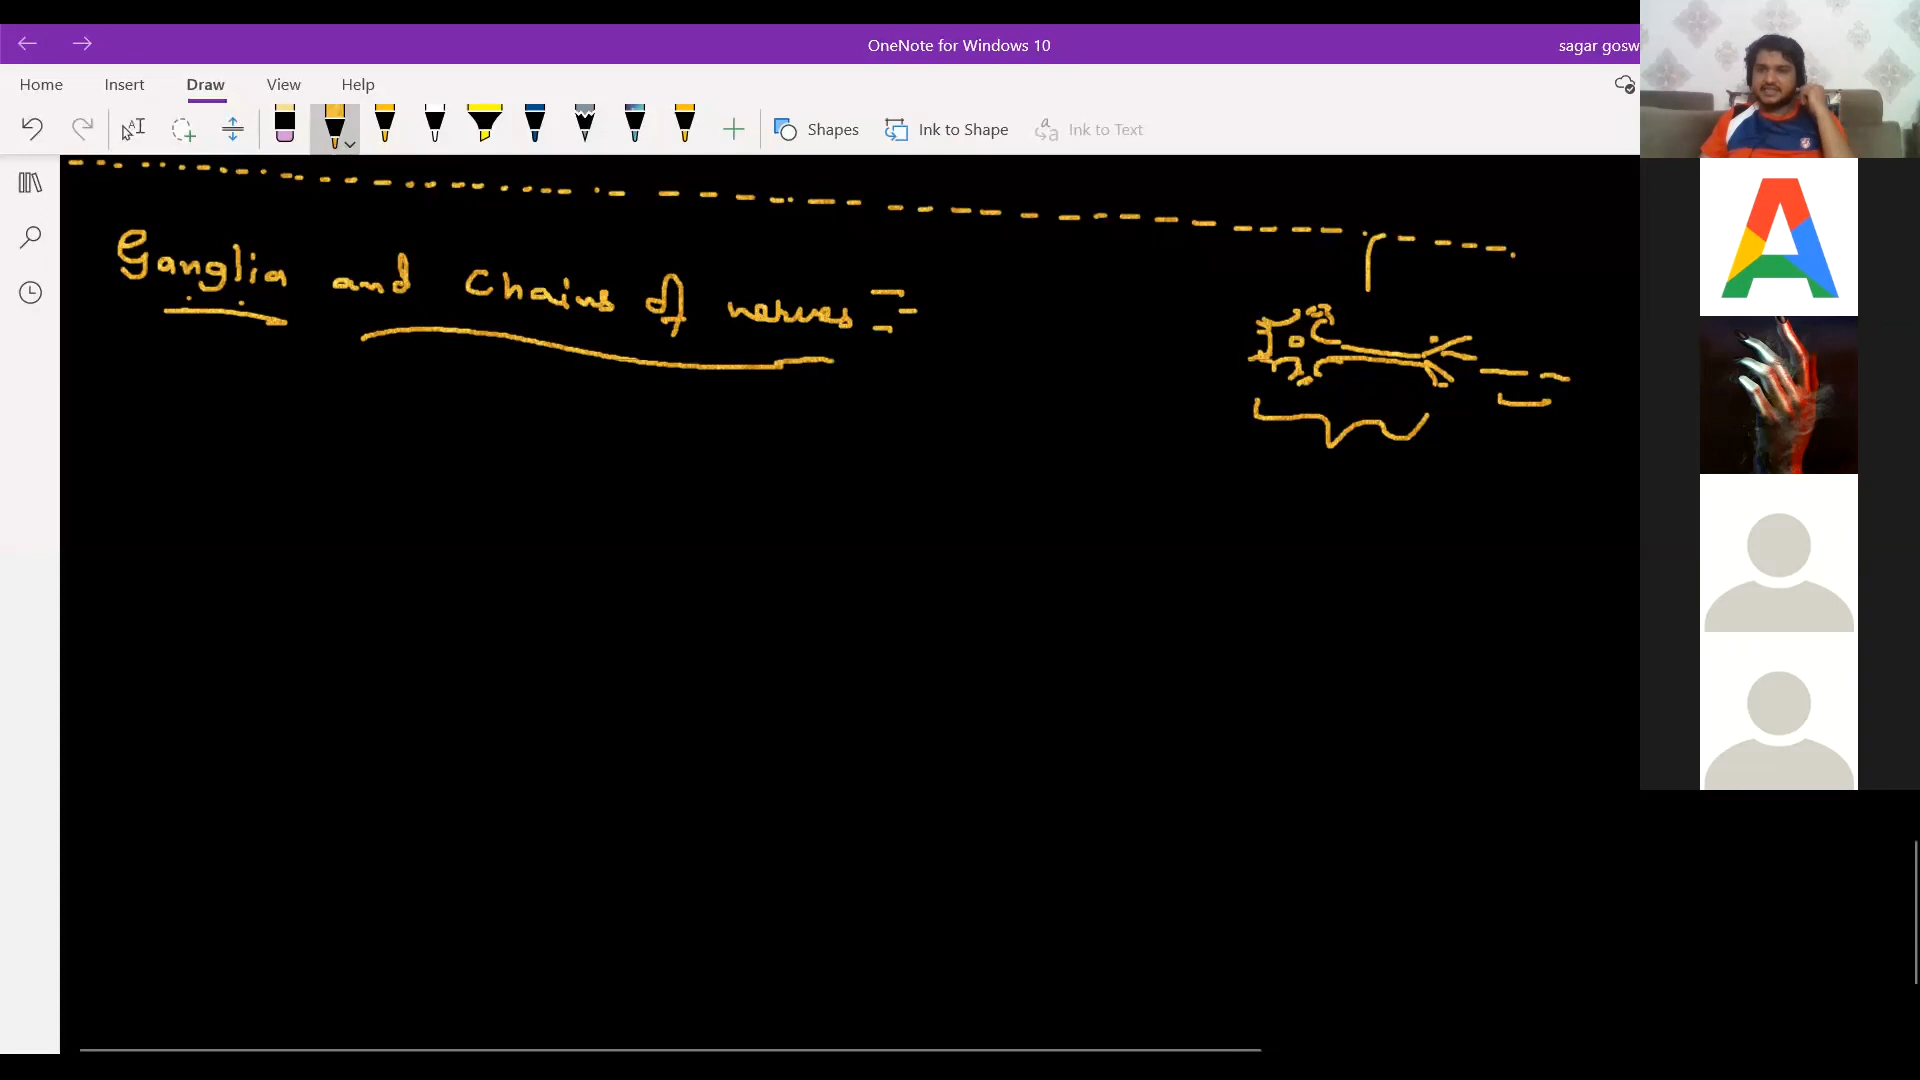 OneNote for Windows 10
sagar gosw
Home Insert Draw View Help
Shapes Ink to Shape Ink to Text
Ganglia and Chains of nerves